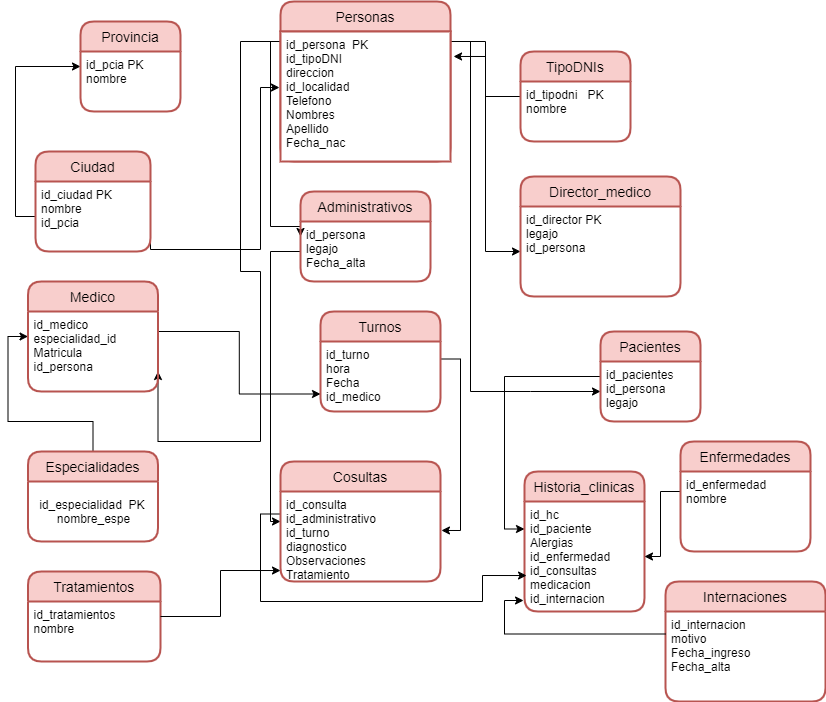 Provincia
id_pcia PK
nombre
Personas
id_persona  PK
id_tipoDNI
direccion
id_localidad
Telefono
Nombres
Apellido
Fecha_nac
TipoDNIs
id_tipodni   PK
nombre
Ciudad
id_ciudad PK
nombre
id_pcia
Administrativos
id_persona
legajo
Fecha_alta
Director_medico
id_director PK
legajo
id_persona
Medico
id_medico
especialidad_id
Matricula
id_persona
Turnos
id_turno
hora
Fecha
id_medico
Pacientes
id_pacientes
id_persona
legajo
Especialidades
id_especialidad  PK
nombre_espe
Cosultas
id_consulta
id_administrativo
id_turno
diagnostico
Observaciones
Tratamiento
Historia_clinicas
id_hc
id_paciente
Alergias
id_enfermedad
id_consultas
medicacion
id_internacion
Enfermedades
id_enfermedad
nombre
Tratamientos
id_tratamientos
nombre
Internaciones
id_internacion
motivo
Fecha_ingreso
Fecha_alta